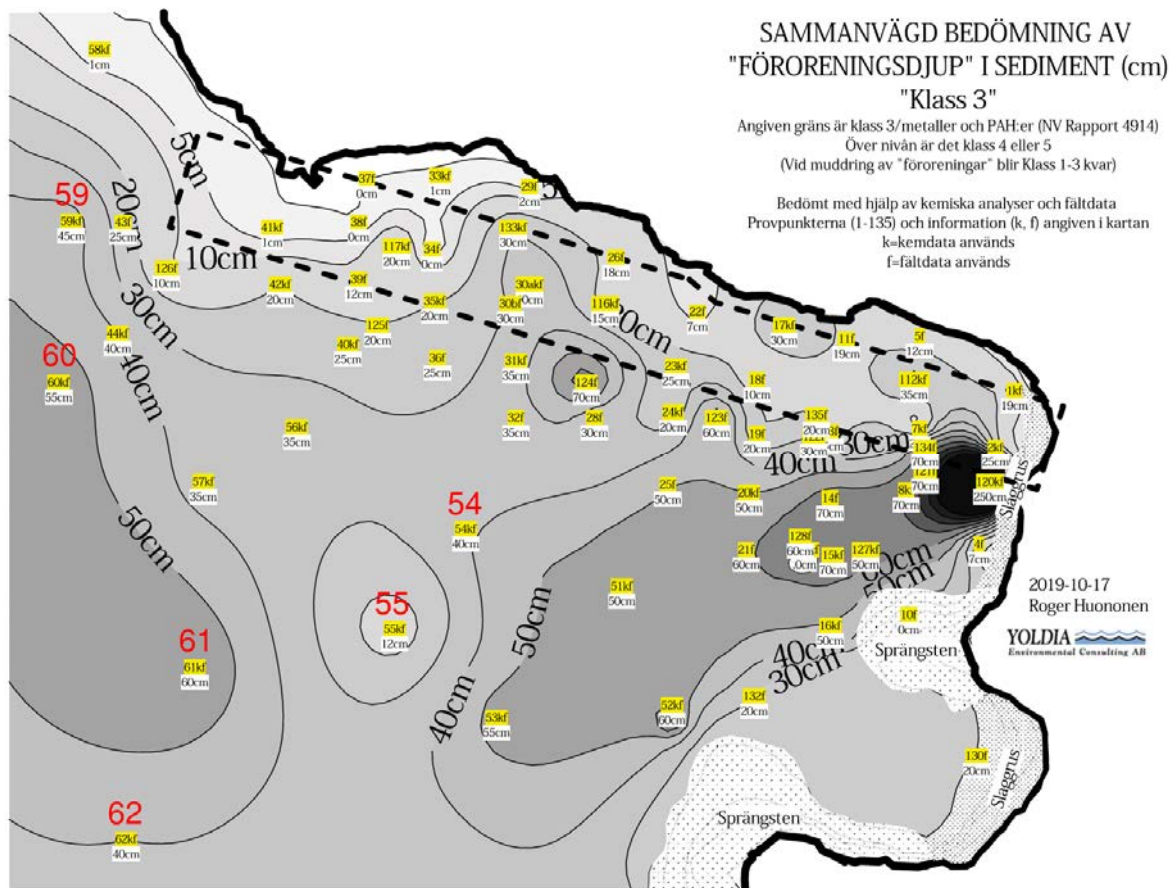 SAMMANVÄGD BEDÖMNING AV
"FÖRORENINGSDJUP" I SEDIMENT (cm)
"Klass 3"
Angiven gräns är klass 3/metaller och PAH:er (NV Rapport 4914)
Över nivån är det klass 4 eller 5
(Vid muddring av "föroreningar" blir Klass 1-3 kvar)
Bedömt med hjälp av kemiska analyser och fältdata
Provpunkterna (1-135) och information (k, f) angiven i kartan
k=kemdata används
f=fältdata används
58kf
1cm
5cm
37f
0cm
33kf
1cm
29f
2cm
59
59kf
45cm
43f
25cm
20cm
41kf
1cm
38f
0cm
117kf
20cm
34f
0cm
133kf
30cm
26f
18cm
126f
10cm
10cm
42kf
20cm
39f
12cm
35kf
20cm
30akf
0cm
30bf
30cm
116kf
15cm
20cm
22f
7cm
17kf
30cm
11f
19cm
5f
12cm
30cm
44kf
40cm
125f
20cm
40kf
25cm
36f
25cm
31kf
35cm
124f
70cm
23kf
25cm
18f
10cm
112kf
35cm
1kf
19cm
60
60kf
55cm
40cm
56kf
35cm
32f
35cm
28f
30cm
24kf
20cm
123f
60cm
19f
20cm
135f
20cm
30cm
30cm
7kf
134f
70cm
70cm
2kf
25cm
40cm
57kf
35cm
54
54kf
40cm
25f
50cm
20kf
50cm
14f
70cm
8k
70cm
120kf
250cm
Slaggrus
50cm
21f
60cm
128f
60cm
15kf
70cm
127kf
50cm
60cm
50cm
4f
7cm
55
55kf
12cm
51kf
50cm
50cm
16kf
50cm
10f
0cm
Sprängsten
2019-10-17
Roger Huononen
YOLDIA
Environmental Consulting AB
61
61kf
60cm
40cm
30cm
40cm
53kf
55cm
52kf
60cm
132f
20cm
130f
20cm
Slaggrus
62
62kf
40cm
Sprängsten